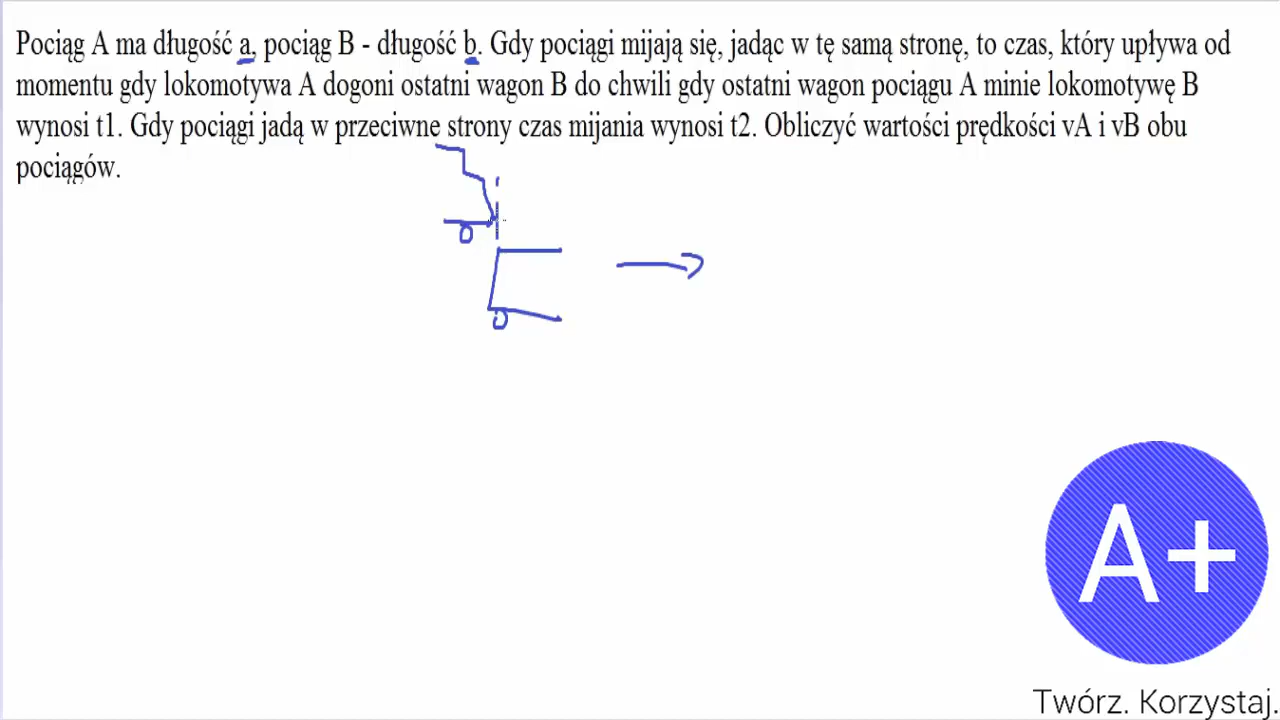 Pociąg A ma długość a, pociąg B - długość b. Gdy pociągi mijają się, jadąc w tę samą stronę, to czas, który upływa od
momentu gdy lokomotywa A dogoni ostatni wagon B do chwili gdy ostatni wagon pociągu A minie lokomotywę B
wynosi t1. Gdy pociągi jadą w przeciwne strony czas mijania wynosi t2. Obliczyć wartości prędkości vA i vB obu
pociągów.
A+
Twórz. Korzystaj.